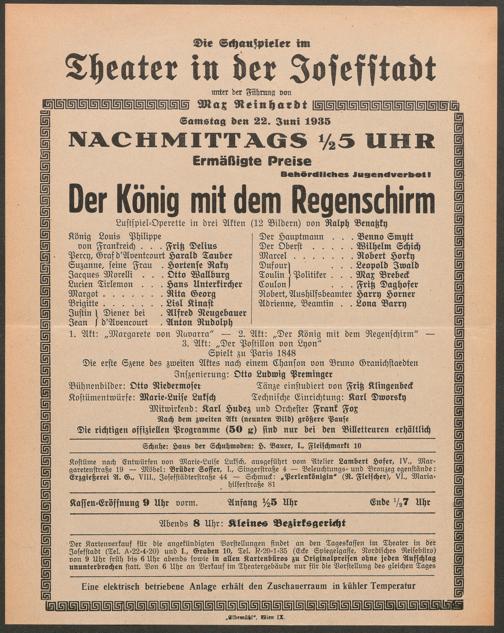 Die Schauspieler im
Theater in der Josefstadt
unter der Führung von
Max Reinhardt
Samstag den 22. Juni 1935
NACHMITTAGS ½5 UHR
Ermäßigte Preise
Behördliches Jugendverbot!
Der König mit dem Regenschirm
Lustspiel-Operette in drei Akten (12 Bildern) von Ralph Benatzky
König Louis Philippe
von Frankreich . . . Fritz Delius
Percy, Graf d'Aventourt Harald Tauber
Suzanne, seine Frau . Hortense Raky
Jacques Morelli . . . Otto Wallburg
Lucien Tirlemont . . Hans Unterkircher
Margot . . . . . . Rita Georg
Brigitte . . . . . . Lisl Kinast
Justin } Diener bei . Alfred Neugebauer
Jean } d'Avencourt . Anton Rudolph
Der Hauptmann . . . Benno Smytt
Der Oberst . . . . Wilhelm Schich
Marcel . . . . . . Robert Horky
Dufour } . . . Leopold Iwald
Toulin } Politiker . . Max Brebeck
Coulon } . . . Fritz Daghofer
Robert, Aushilfsbeamter Harry Horner
Adrienne, Beamtin . . Lona Barry
1. Akt: „Margarete von Navarra" — 2. Akt: „Der König mit dem Regenschirm" —
3. Akt: „Der Postillon von Lyon"
Spielt zu Paris 1848
Die erste Szene des zweiten Aktes nach einem Chanson von Bruno Granichstaedten
Inszenierung: Otto Ludwig Preminger
Bühnenbilder: Otto Niedermoser Tänze einstudiert von Fritz Klingenbeck
Kostümentwürfe: Marie-Luise Luksch Technische Einrichtung: Karl Dworsky
Mitwirkend: Karl Hudez und Orchester Frank Fox
Nach dem zweiten Akt (neunten Bild) größere Pause
Die richtigen offiziellen Programme (50 g) sind nur bei den Billetteuren erhältlich
Schuhe: Haus der Schuhmoden: H. Bauer, I., Fleischmarkt 10
Kostüme nach Entwürfen von Marie-Luise Luksch, ausgeführt vom Atelier Lambert Hofer, IV., Mar-
garetenstraße 19 — Möbel: Brüder Soffer, I., Singerstraße 4 — Beleuchtungs- und Bronzegegenstände:
Erzgießerei A. G., VIII., Josefstädterstraße 44 — Schmuck: „Perlenkönigin" (R. Fleischer), VI., Maria-
hilferstraße 81
Kassen-Eröffnung 9 Uhr vorm. Anfang ½5 Uhr Ende ½7 Uhr
Abends 8 Uhr: Kleines Bezirksgericht
Der Kartenverkauf für die angekündigten Vorstellungen findet an den Tageskassen im Theater in der
Josefstadt (Tel. A-22-4-20) und I., Graben 10, Tel. R-20-1-35 (Ecke Spiegelgasse, Nordisches Reisebüro)
von 9 Uhr früh bis 6 Uhr abends sowie in allen Kartenbüros zu Originalpreisen ohne jeden Aufschlag
ununterbrochen statt. Von 6 Uhr an Verkauf im Theatergebäude nur für die Vorstellung des gleichen Tages
Eine elektrisch betriebene Anlage erhält den Zuschauerraum in kühler Temperatur
„Elbemühl", Wien IX.